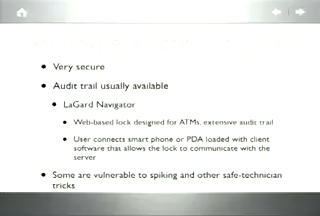 Very secure
Audit trail usually available
LaGard Navigator
Web-based lock designed for ATMs, extensive audit trail
User connects smart phone or PDA loaded with client
software that allows the lock to communicate with the
server
Some are vulnerable to spiking and other safe-technician
tricks